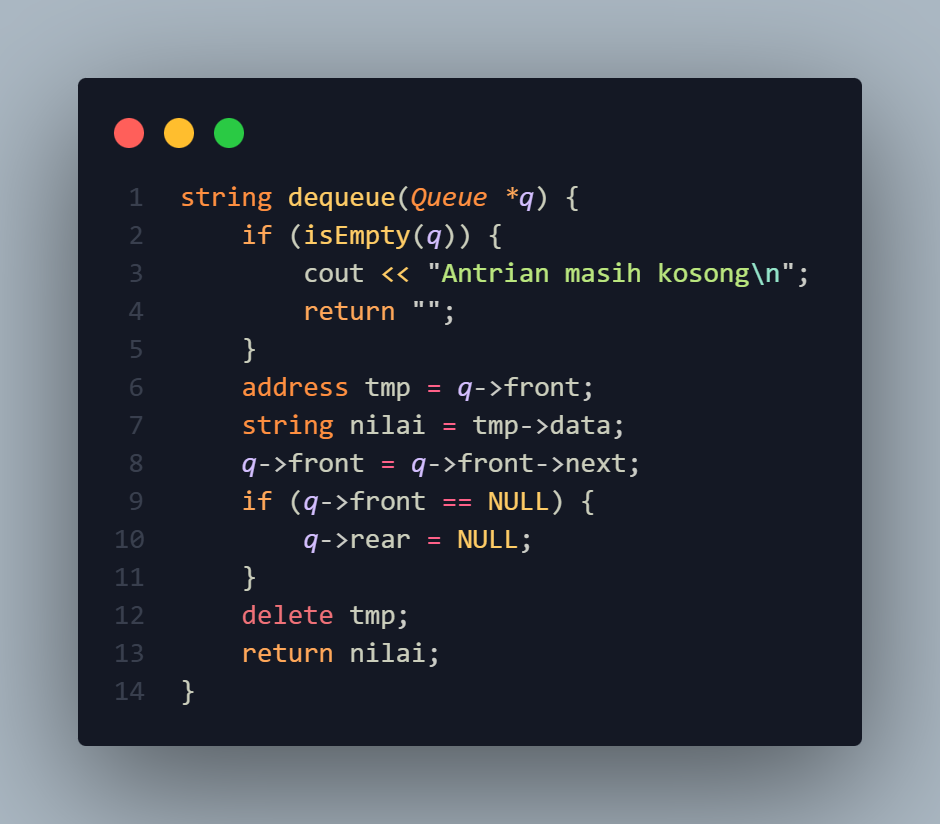 1 string dequeue(Queue *q) {
2     if (isEmpty(q)) {
3         cout << "Antrian masih kosong\n";
4         return "";
5     }
6     address tmp = q->front;
7     string nilai = tmp->data;
8     q->front = q->front->next;
9     if (q->front == NULL) {
10         q->rear = NULL;
11     }
12     delete tmp;
13     return nilai;
14 }